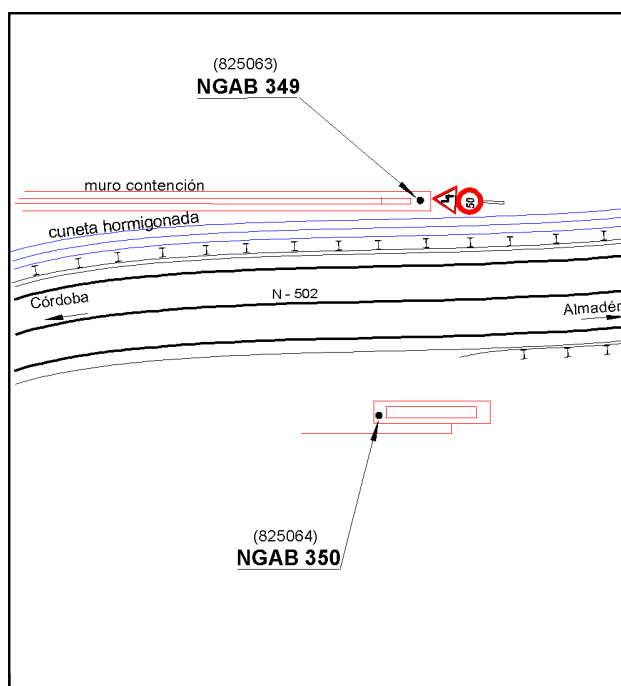 (825063)
NGAB 349
muro contención
50
cuneta hormigonada
Córdoba
N - 502
Almadén
(825064)
NGAB 350